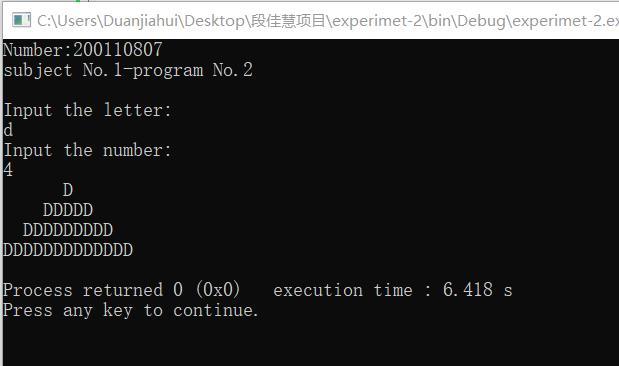 C:\Users\Duanjiahui\Desktop\段佳慧项目\experimet-2\bin\Debug\experimet-2.ex
Number:200110807
subject No.1-program No.2

Input the letter:
d
Input the number:
4
      D
    DDDDD
  DDDDDDDDD
DDDDDDDDDDDDD

Process returned 0 (0x0)   execution time : 6.418 s
Press any key to continue.